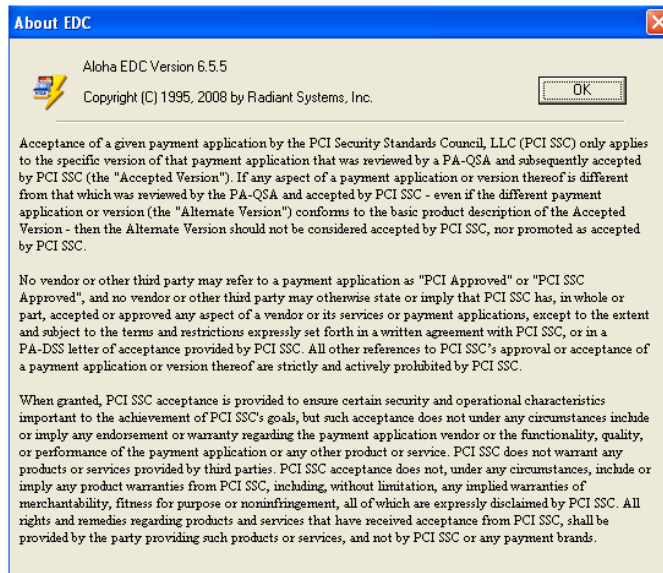 About EDC
Aloha EDC Version 6.5.5
Copyright (C) 1995, 2008 by Radiant Systems, Inc.
OK
Acceptance of a given payment application by the PCI Security Standards Council, LLC (PCI SSC) only applies
to the specific version of that payment application that was reviewed by a PA-QSA and subsequently accepted
by PCI SSC (the "Accepted Version"). If any aspect of a payment application or version thereof is different
from that which was reviewed by the PA-QSA and accepted by PCI SSC - even if the different payment
application or version (the "Alternate Version") conforms to the basic product description of the Accepted
Version - then the Alternate Version should not be considered accepted by PCI SSC, nor promoted as accepted
by PCI SSC.
No vendor or other third party may refer to a payment application as "PCI Approved" or "PCI SSC
Approved", and no vendor or other third party may otherwise state or imply that PCI SSC has, in whole or
part, accepted or approved any aspect of a vendor or its services or payment applications, except to the extent
and subject to the terms and restrictions expressly set forth in a written agreement with PCI SSC, or in a
PA-DSS letter of acceptance provided by PCI SSC. All other references to PCI SSC's approval or acceptance of
a payment application or version thereof are strictly and actively prohibited by PCI SSC.
When granted, PCI SSC acceptance is provided to ensure certain security and operational characteristics
important to the achievement of PCI SSC's goals, but such acceptance does not under any circumstances include
or imply any endorsement or warranty regarding the payment application vendor or the functionality, quality,
or performance of the payment application or any other product or service. PCI SSC does not warrant any
products or services provided by third parties. PCI SSC acceptance does not, under any circumstances, include or
imply any product warranties from PCI SSC, including, without limitation, any implied warranties of
merchantability, fitness for purpose or noninfringement, all of which are expressly disclaimed by PCI SSC. All
rights and remedies regarding products and services that have received acceptance from PCI SSC, shall be
provided by the party providing such products or services, and not by PCI SSC or any payment brands.